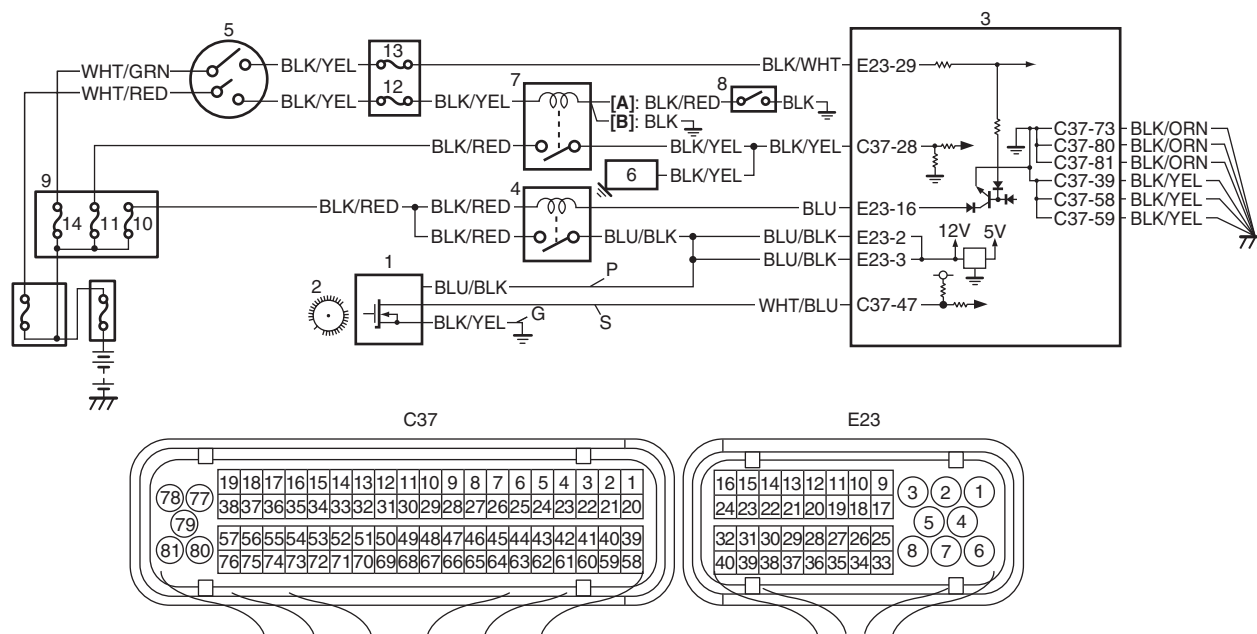 3
5
WHT/GRN
BLK/YEL
13
BLK/WHT
E23-29
WHT/RED
BLK/YEL
12
BLK/YEL
7
[A]: BLK/RED
8
BLK
[B]: BLK
BLK/RED
BLK/YEL
BLK/YEL
C37-28
6
BLK/YEL
C37-73
BLK/ORN
C37-80
BLK/ORN
C37-81
BLK/ORN
C37-39
BLK/YEL
C37-58
BLK/YEL
C37-59
BLK/YEL
9
14
11
10
4
BLK/RED
BLK/RED
BLU
E23-16
BLK/RED
BLU/BLK
BLU/BLK
E23-2
12V
5V
BLU/BLK
E23-3
1
2
BLU/BLK
P
WHT/BLU
C37-47
BLK/YEL
G
S
C37
E23
19 18 17 16 15 14 13 12 11 10 9 8 7 6 5 4 3 2 1
38 37 36 35 34 33 32 31 30 29 28 27 26 25 24 23 22 21 20
57 56 55 54 53 52 51 50 49 48 47 46 45 44 43 42 41 40 39
76 75 74 73 72 71 70 69 68 67 66 65 64 63 62 61 60 59 58
78 77
79
81 80
16 15 14 13 12 11 10 9
24 23 22 21 20 19 18 17
32 31 30 29 28 27 26 25
40 39 38 37 36 35 34 33
3 2 1
5 4
8 7 6